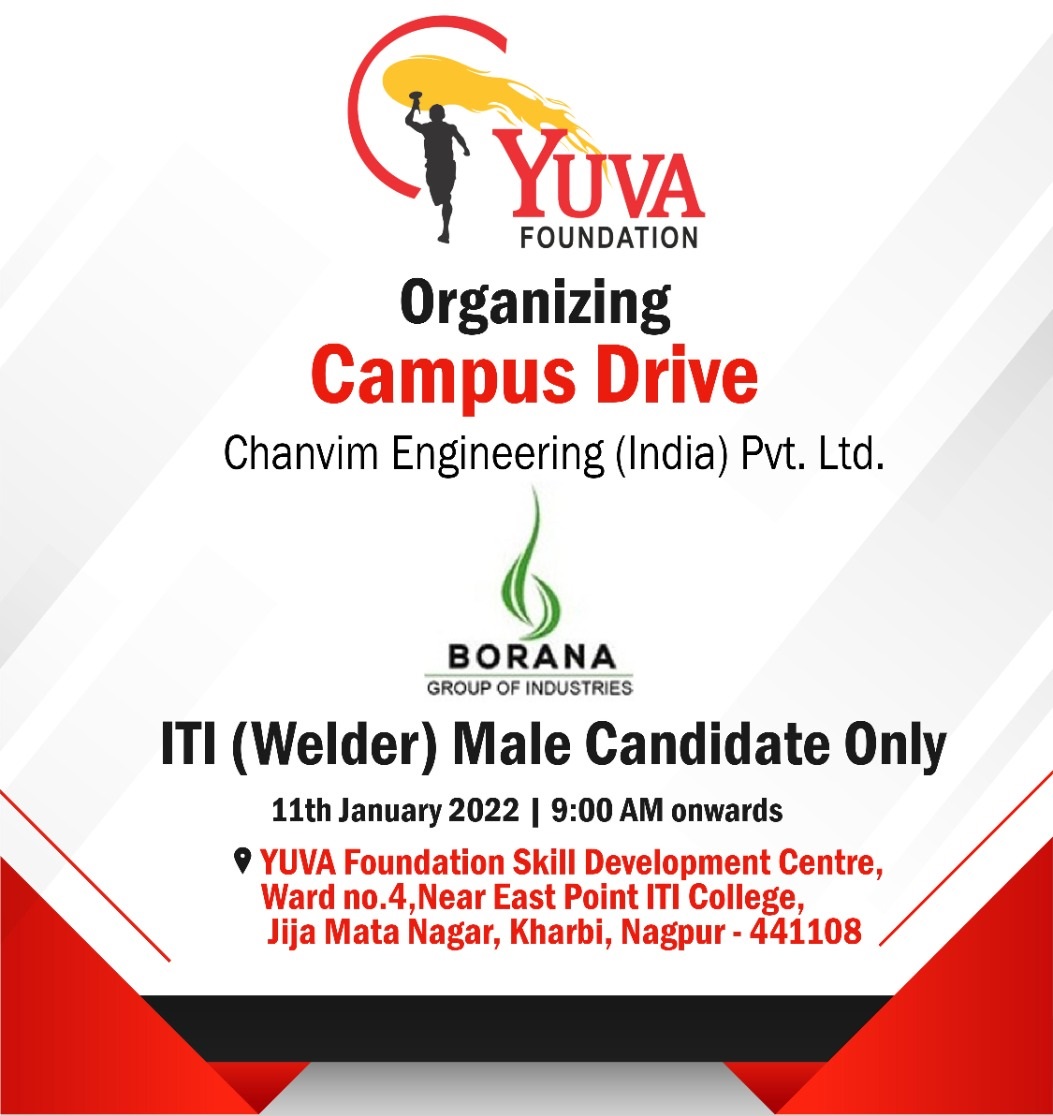 YUVA
FOUNDATION
Organizing
Campus Drive
Chanvim Engineering (India) Pvt. Ltd.
BORANA
GROUP OF INDUSTRIES
ITI (Welder) Male Candidate Only
11th January 2022 | 9:00 AM onwards
YUVA Foundation Skill Development Centre,
Ward no.4,Near East Point ITI College,
Jija Mata Nagar, Kharbi, Nagpur - 441108